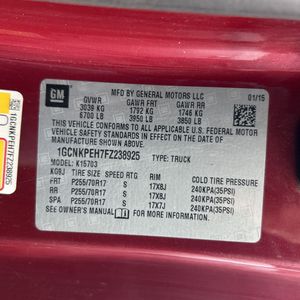 GM
MFD BY GENERAL MOTORS LLC
01/15
GVWR GAWR FRT GAWR RR
3039 KG 1792 KG 1746 KG
6700 LB 3950 LB 3850 LB
THIS VEHICLE CONFORMS TO ALL APPLICABLE U.S.
FEDERAL MOTOR VEHICLE SAFETY STANDARDS IN
EFFECT ON THE DATE OF MANUFACTURE SHOWN ABOVE.
1GCNKPEH7FZ238925 TYPE: TRUCK
MODEL: K15703
TIRE SIZE SPEED RTG RIM COLD TIRE PRESSURE
FRT P255/70R17 S 17X8J 240KPA(35PSI)
RR P255/70R17 S 17X8J 240KPA(35PSI)
SPA P255/70R17 S 17X7J 240KPA(35PSI)
SEE OWNER'S MANUAL FOR MORE INFORMATION.
1GCNKPEH7FZ238925